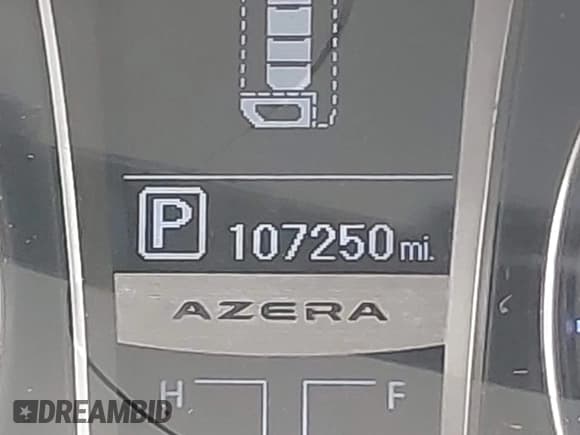 P 107250 mi.
AZERA
H F
DREAMBID